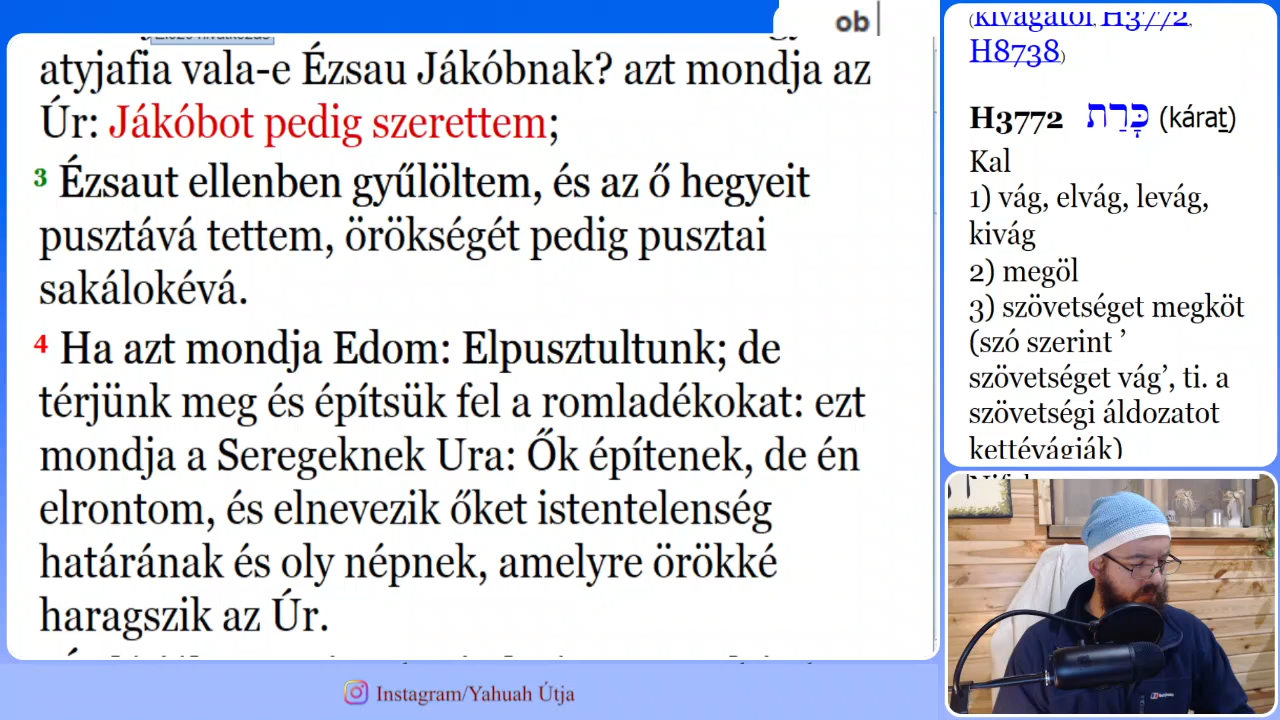 ob
atyjafia vala-e Ézsau Jákóbnak? azt mondja az
Úr: Jákóbot pedig szerettem;
3 Ézsaut ellenben gyűlöltem, és az ő hegyeit
pusztává tettem, örökségét pedig pusztai
sakálokévá.
4 Ha azt mondja Edom: Elpusztultunk; de
térjünk meg és építsük fel a romladékokat: ezt
mondja a Seregeknek Ura: Ők építenek, de én
elrontom, és elnevezik őket istentelenség
határának és oly népnek, amelyre örökké
haragszik az Úr.
Instagram/Yahuah Útja
(kivágatól, H3772,
H8738)
H3772 כָּרַת (kárat)
Kal
1) vág, elvág, levág,
kivág
2) megöl
3) szövetséget megköt
(szó szerint ’
szövetséget vág’, ti. a
szövetségi áldozatot
kettévágják)